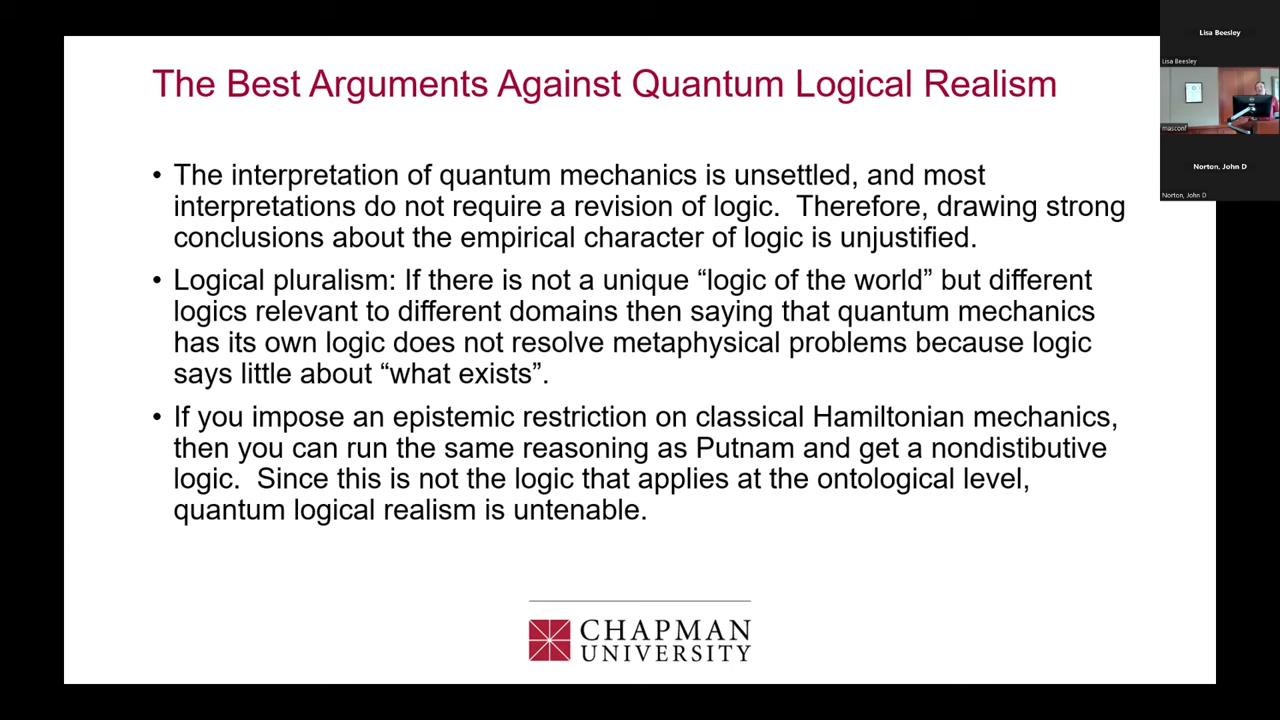 The Best Arguments Against Quantum Logical Realism
• The interpretation of quantum mechanics is unsettled, and most
interpretations do not require a revision of logic. Therefore, drawing strong
conclusions about the empirical character of logic is unjustified.
• Logical pluralism: If there is not a unique “logic of the world” but different
logics relevant to different domains then saying that quantum mechanics
has its own logic does not resolve metaphysical problems because logic
says little about “what exists”.
• If you impose an epistemic restriction on classical Hamiltonian mechanics,
then you can run the same reasoning as Putnam and get a nondistibutive
logic. Since this is not the logic that applies at the ontological level,
quantum logical realism is untenable.
CHAPMAN
UNIVERSITY
Lisa Beesley
Lisa Beesley
masconf
Norton, John D
Norton, John D